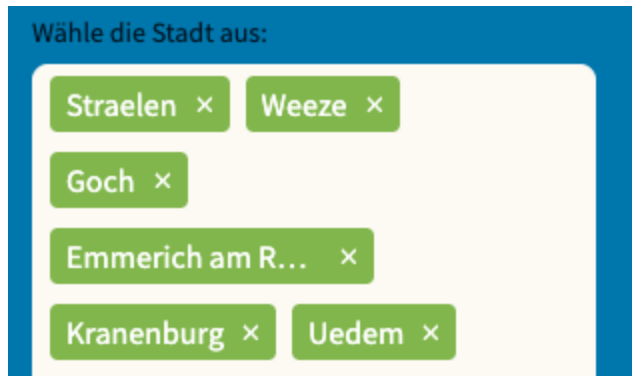 Wähle die Stadt aus:
Straelen × Weeze ×
Goch ×
Emmerich am R... ×
Kranenburg × Uedem ×